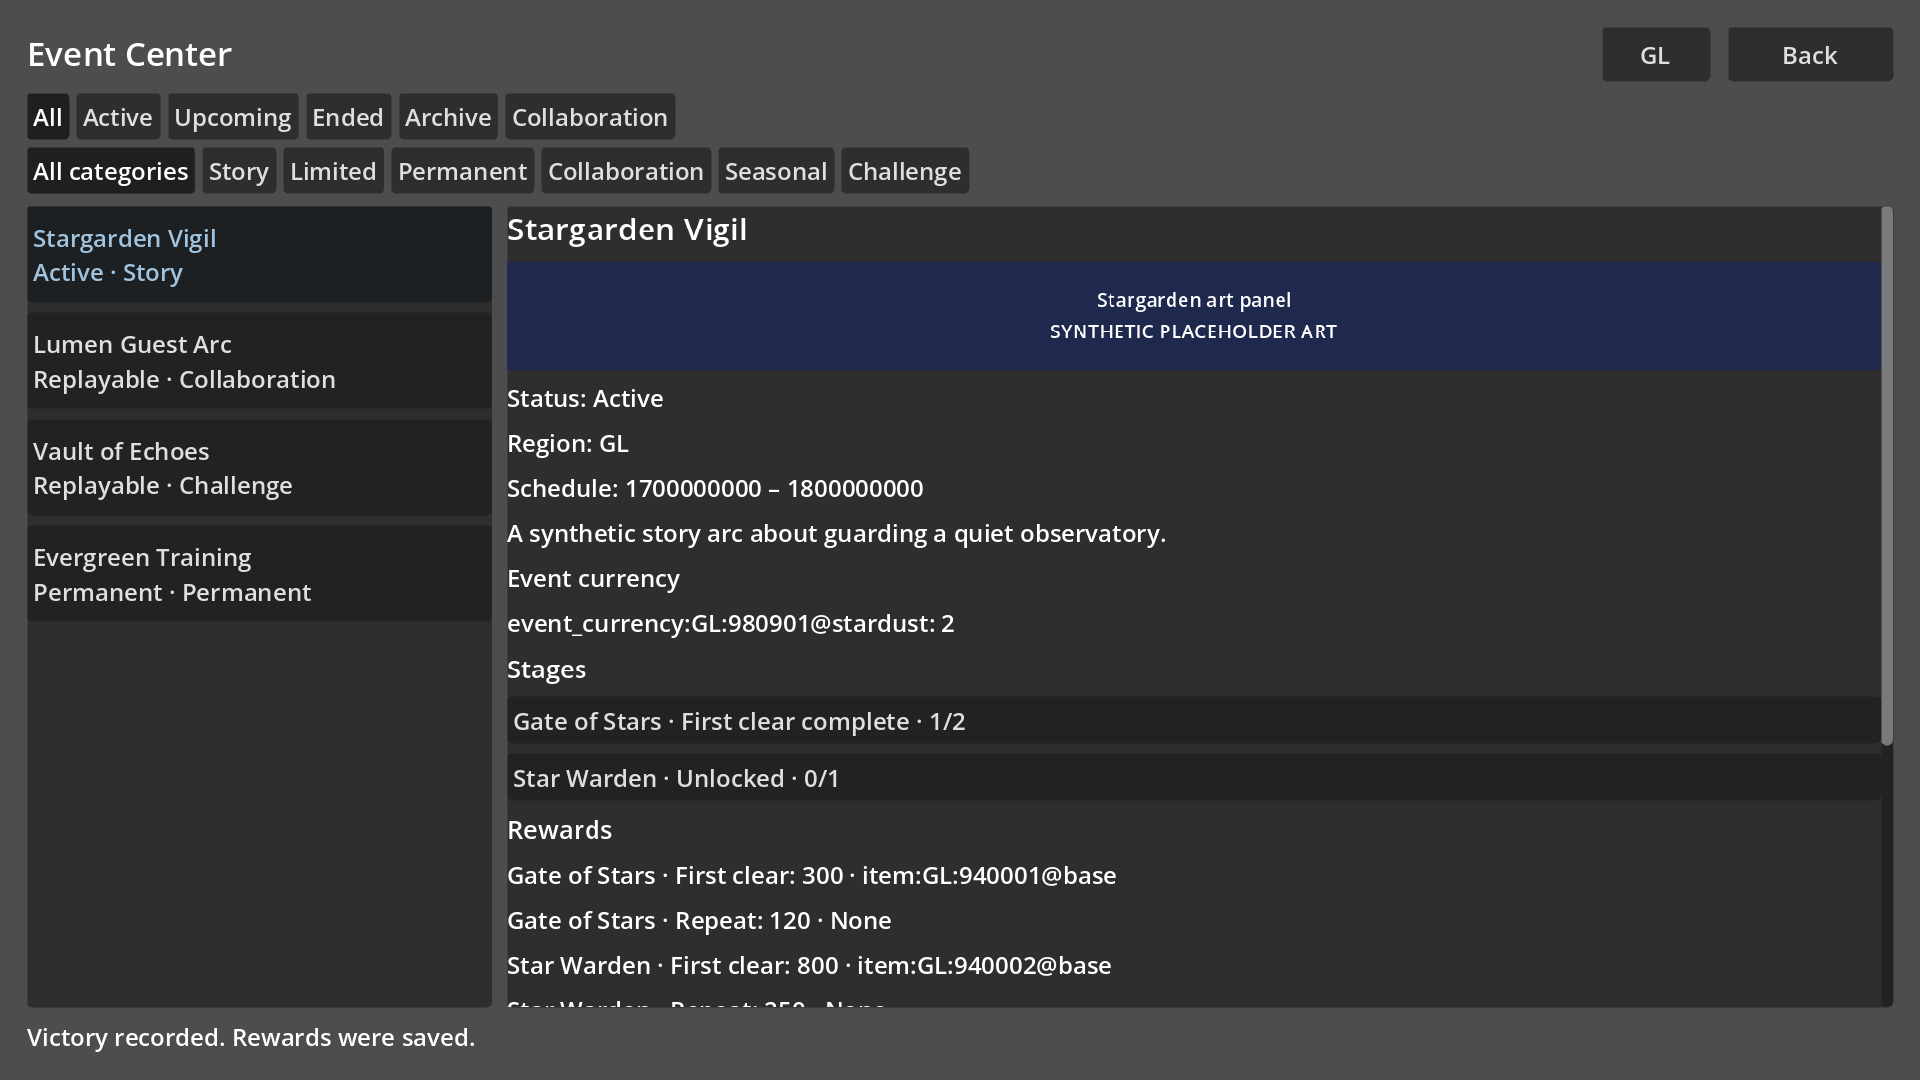 Event Center
GL
Back
All
Active
Upcoming
Ended
Archive
Collaboration
All categories
Story
Limited
Permanent
Collaboration
Seasonal
Challenge
Stargarden Vigil
Active · Story
Lumen Guest Arc
Replayable · Collaboration
Vault of Echoes
Replayable · Challenge
Evergreen Training
Permanent · Permanent
Stargarden Vigil
Stargarden art panel
SYNTHETIC PLACEHOLDER ART
Status: Active
Region: GL
Schedule: 1700000000 – 1800000000
A synthetic story arc about guarding a quiet observatory.
Event currency
event_currency:GL:980901@stardust: 2
Stages
Gate of Stars · First clear complete · 1/2
Star Warden · Unlocked · 0/1
Rewards
Gate of Stars · First clear: 300 · item:GL:940001@base
Gate of Stars · Repeat: 120 · None
Star Warden · First clear: 800 · item:GL:940002@base
Star Warden · Repeat: 350 · None
Victory recorded. Rewards were saved.